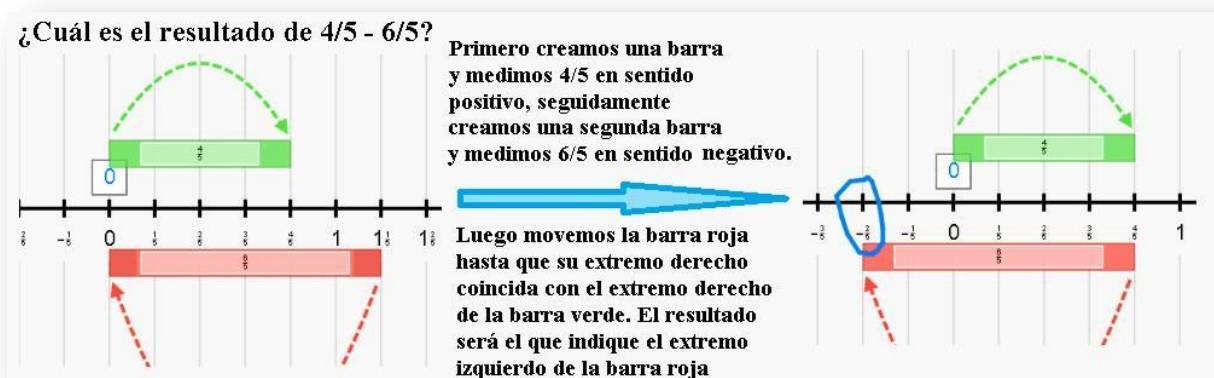 ¿Cuál es el resultado de 4/5 - 6/5?
Primero creamos una barra
y medimos 4/5 en sentido
positivo, seguidamente
creamos una segunda barra
y medimos 6/5 en sentido negativo.
Luego movemos la barra roja
hasta que su extremo derecho
coincida con el extremo derecho
de la barra verde. El resultado
será el que indique el extremo
izquierdo de la barra roja
0
0 1 1
0
0 1